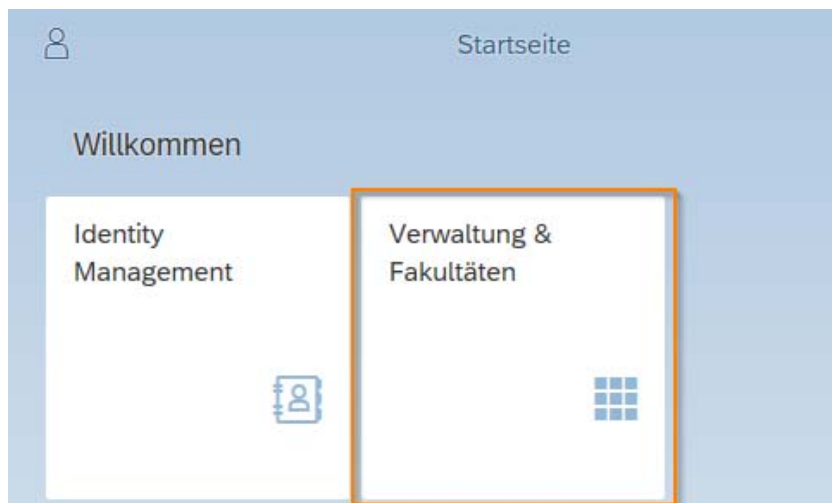 Startseite
Willkommen
Identity
Management
Verwaltung &
Fakultäten